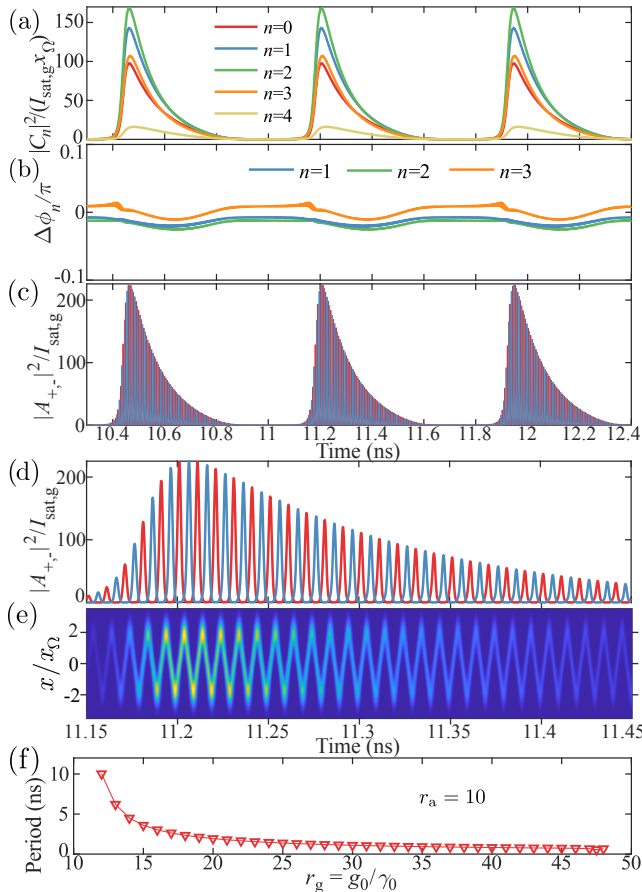 (a)
|C_n|²/(I_sat,g x_Ω)
150
100
50
0
n=0
n=1
n=2
n=3
n=4
(b)
Δφ_n/π
0.1
0
-0.1
n=1
n=2
n=3
(c)
|A_+,-|²/I_sat,g
200
100
0
10.4 10.6 10.8 11 11.2 11.4 11.6 11.8 12 12.2 12.4
Time (ns)
(d)
|A_+,-|²/I_sat,g
200
100
0
(e)
x/x_Ω
2
0
-2
11.15 11.2 11.25 11.3 11.35 11.4 11.45
Time (ns)
(f)
Period (ns)
10
5
0
r_a = 10
10 15 20 25 30 35 40 45 50
r_g = g_0/γ_0